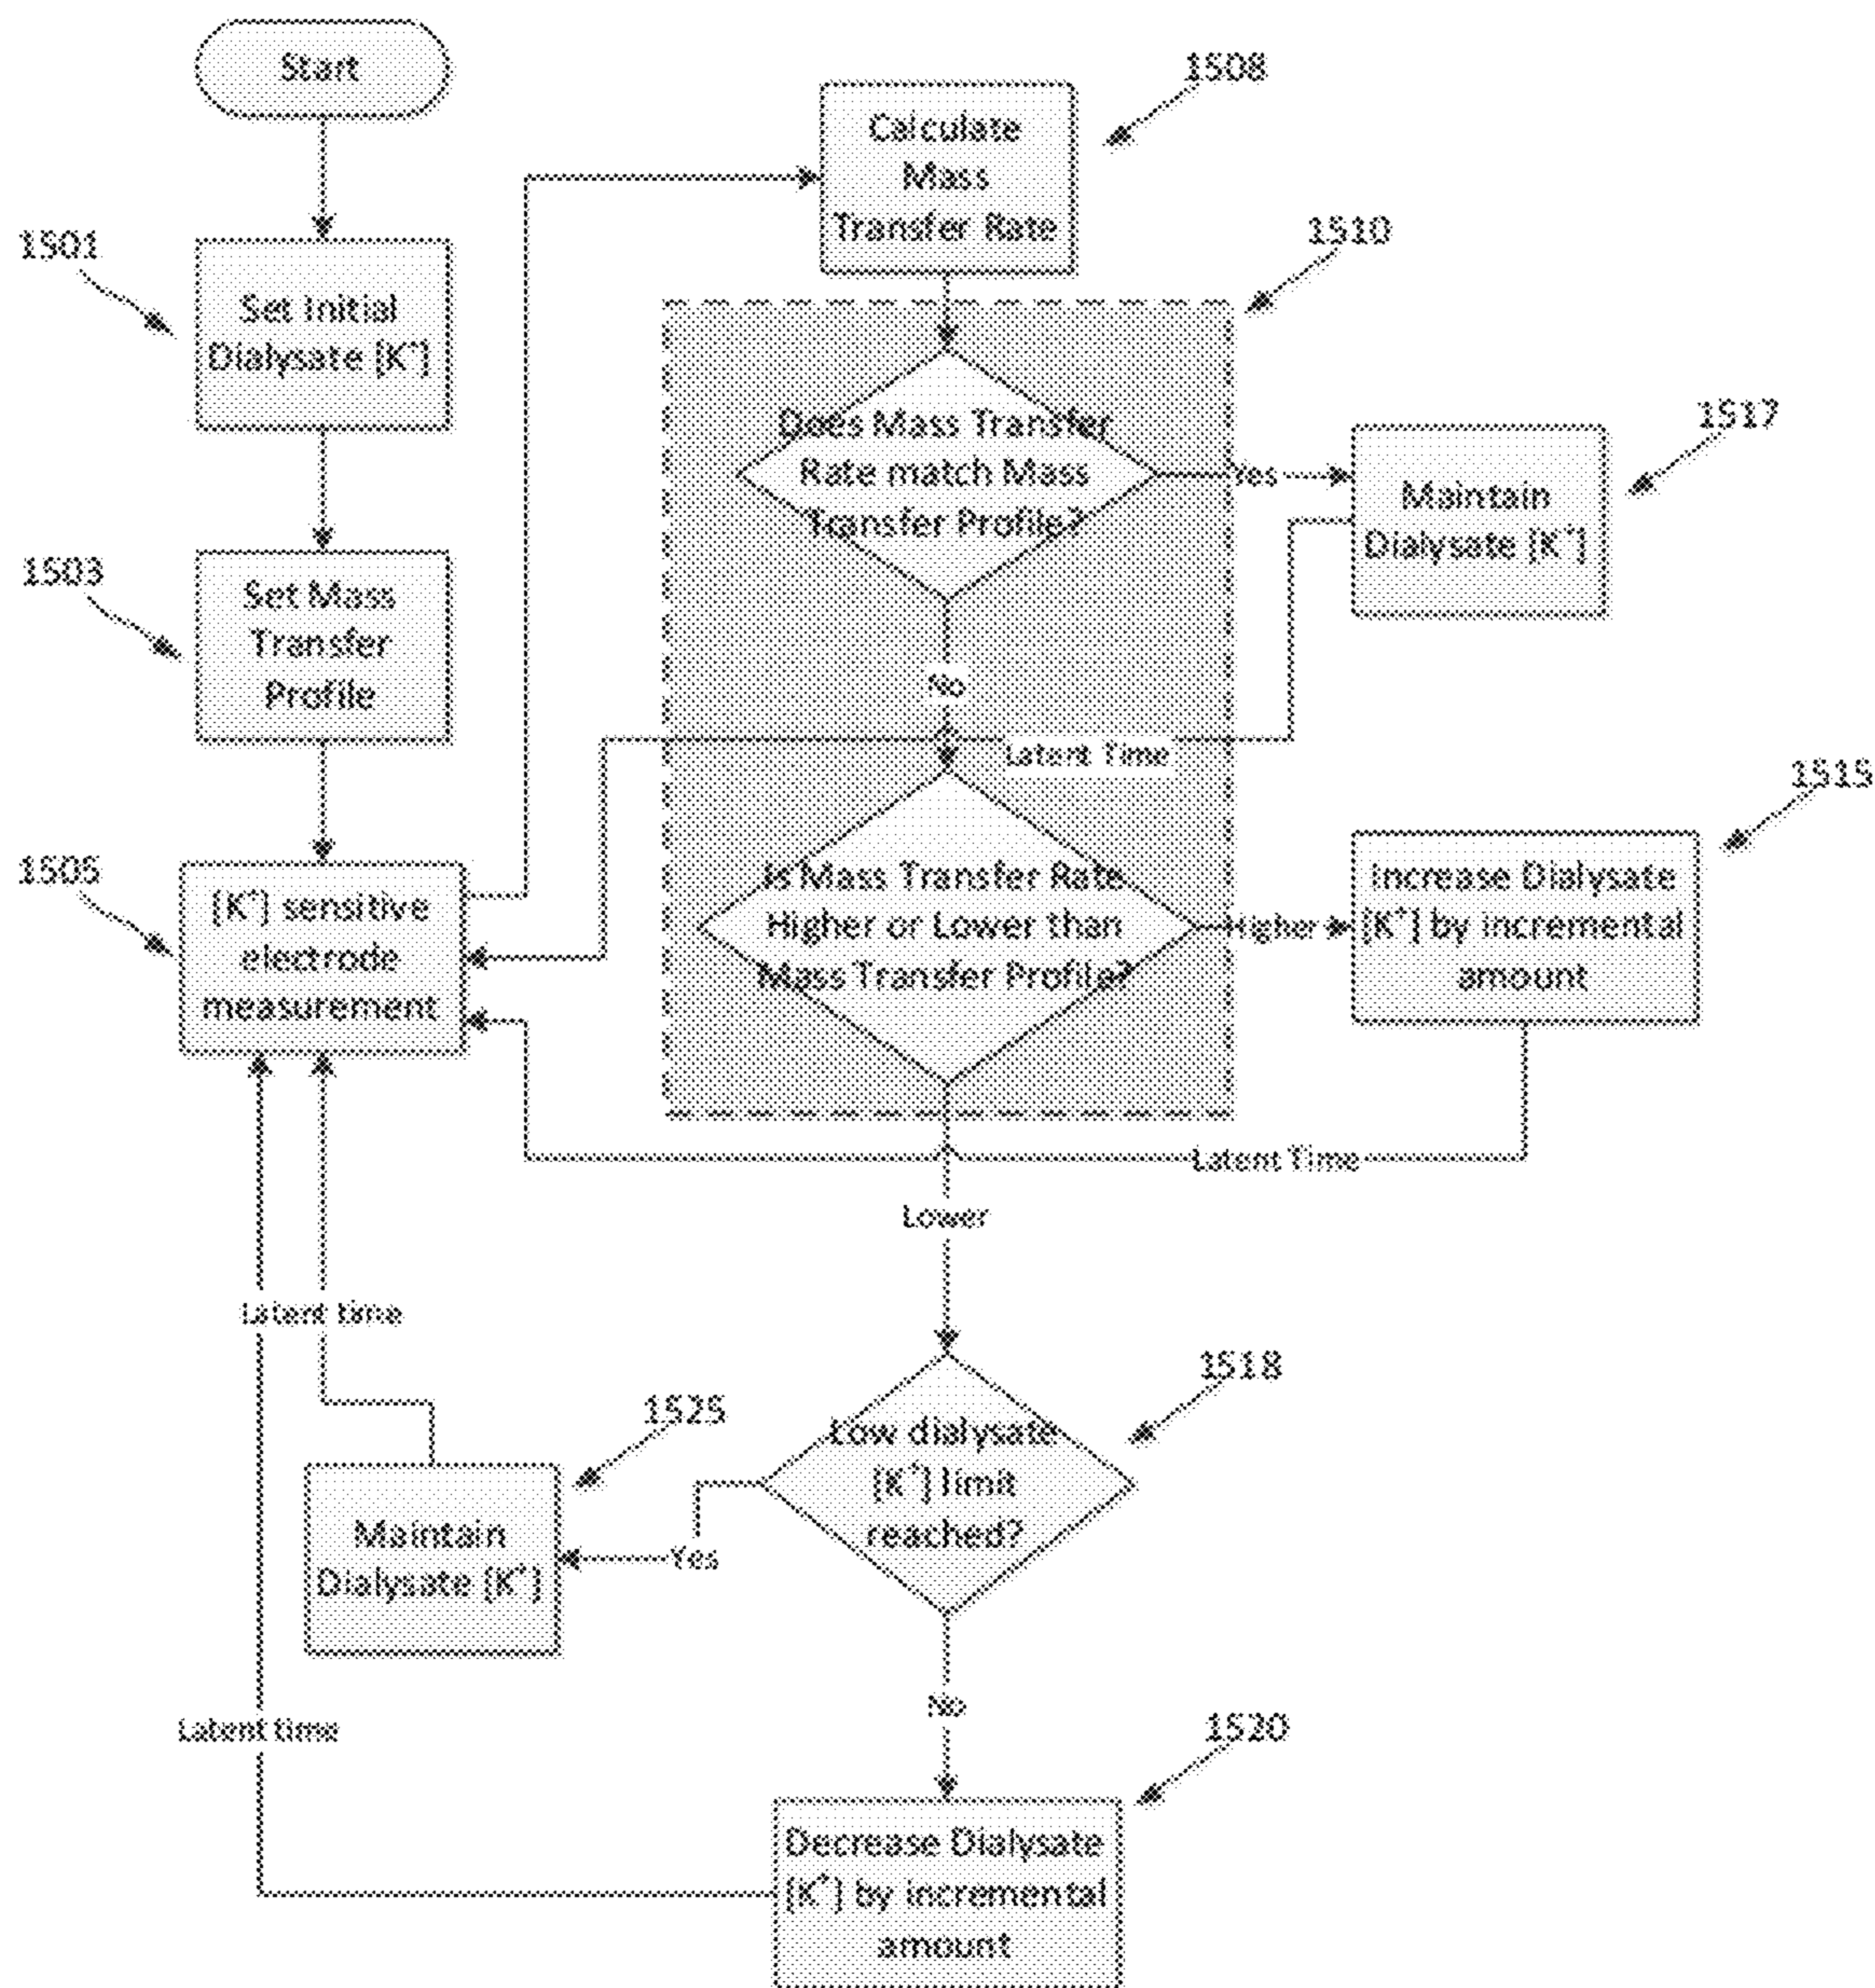 Start
1501
Set Initial
Dialysate [K⁺]
1503
Set Mass
Transfer
Profile
1505
[K⁺] sensitive
electrode
measurement
1508
Calculate
Mass
Transfer Rate
1510
Does Mass Transfer
Rate match Mass
Transfer Profile?
Yes
1517
Maintain
Dialysate [K⁺]
No
Latent Time
Is Mass Transfer Rate
Higher or Lower than
Mass Transfer Profile?
Higher
1515
Increase Dialysate
[K⁺] by incremental
amount
Latent Time
Lower
1518
Low dialysate
[K⁺] limit
reached?
Yes
1525
Maintain
Dialysate [K⁺]
Latent time
No
1520
Decrease Dialysate
[K⁺] by incremental
amount
Latent time